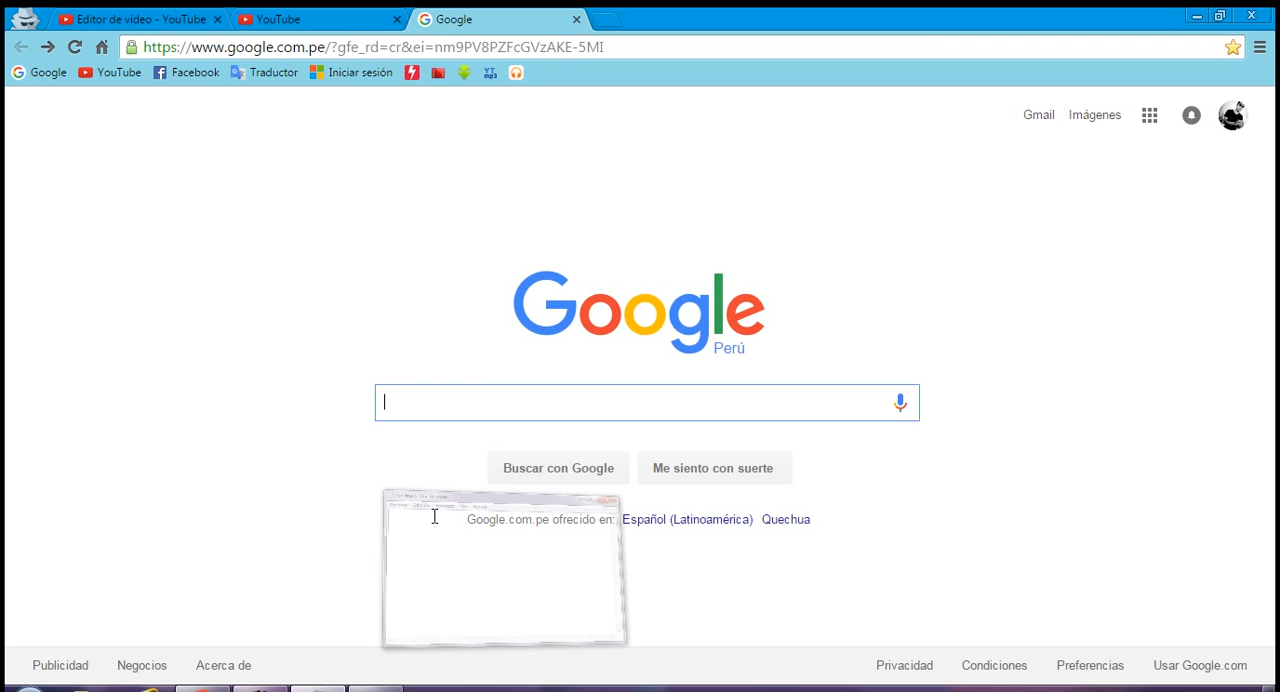 Editor de video - YouTube
YouTube
Google
https://www.google.com.pe/?gfe_rd=cr&ei=nm9PV8PZFcGVzAKE-5MI
Google YouTube Facebook Traductor Iniciar sesión YT mp3
Gmail Imágenes
Google
Perú
Buscar con Google Me siento con suerte
Google.com.pe ofrecido en: Español (Latinoamérica) Quechua
Publicidad Negocios Acerca de Privacidad Condiciones Preferencias Usar Google.com